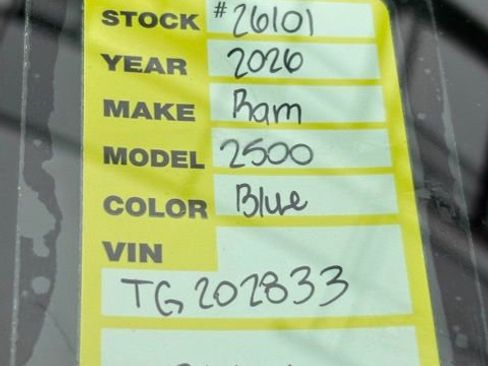 STOCK #26101
YEAR 2026
MAKE Ram
MODEL 2500
COLOR Blue
VIN
TG202833